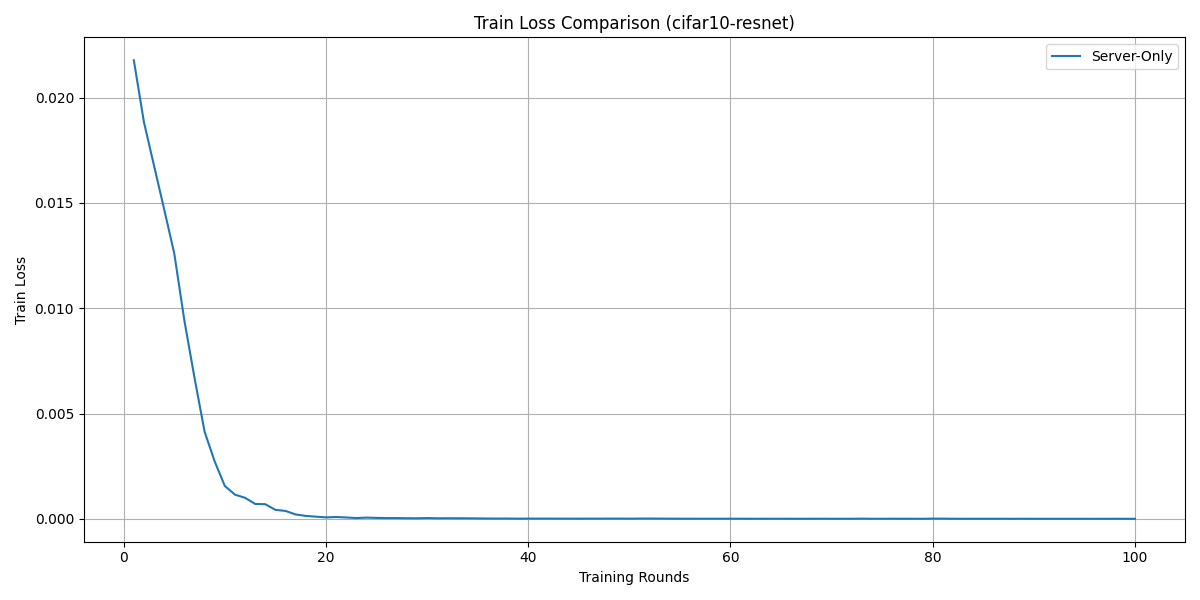 Train Loss Comparison (cifar10-resnet)
Server-Only
0.020
0.015
0.010
0.005
0.000
Train Loss
0 20 40 60 80 100
Training Rounds